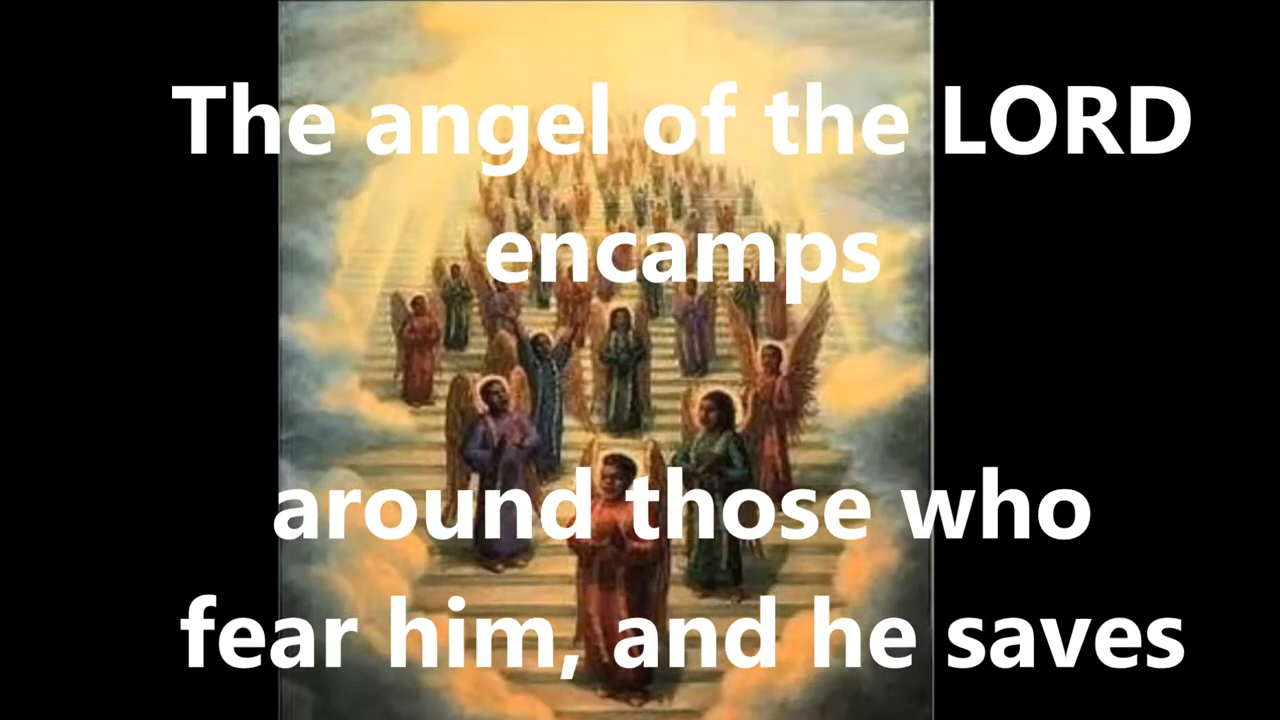 The angel of the LORD
encamps
around those who
fear him, and he saves